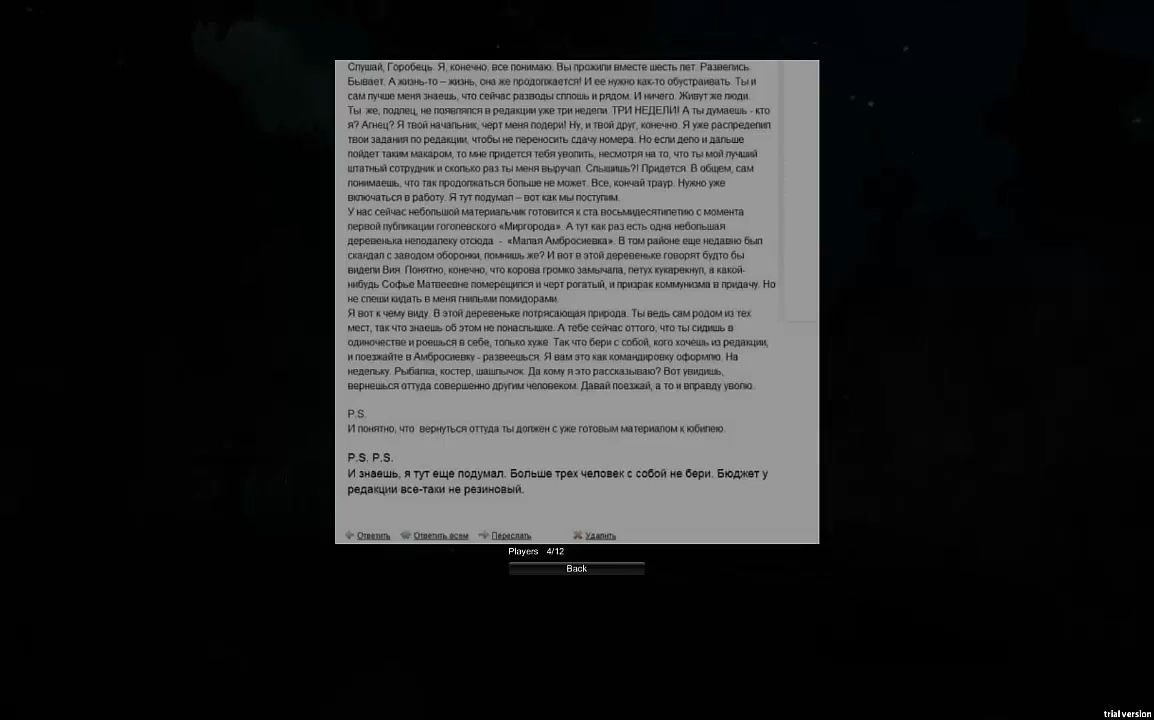 Слушай, Горобець. Я, конечно, все понимаю. Вы прожили вместе шесть лет. Развелись.
Бывает. А жизнь-то – жизнь, она же продолжается! И ее нужно как-то обустраивать. Ты и
сам лучше меня знаешь, что сейчас разводы сплошь и рядом. И ничего. Живут же люди.
Ты же, подлец, не появлялся в редакции уже три недели. ТРИ НЕДЕЛИ! А ты думаешь - кто
я? Агнец? Я твой начальник, черт меня подери! Ну, и твой друг, конечно. Я уже распределил
твои задания по редакции, чтобы не переносить сдачу номера. Но если дело и дальше
пойдет таким макаром, то мне придется тебя уволить, несмотря на то, что ты мой лучший
штатный сотрудник и сколько раз ты меня выручал. Слышишь?! Придется. В общем, сам
понимаешь, что так продолжаться больше не может. Все, кончай траур. Нужно уже
включаться в работу. Я тут подумал – вот как мы поступим.
У нас сейчас небольшой материальчик готовится к ста восьмидесятипетию с момента
первой публикации гоголевского «Миргорода». А тут как раз есть одна небольшая
деревенька неподалеку отсюда - «Малая Амбросиевка». В том районе еще недавно был
скандал с заводом оборонки, помнишь же? И вот в этой деревеньке говорят будто бы
видели Вия. Понятно, конечно, что корова громко замычала, петух кукарекнул, а какой-
нибудь Софье Матвеевне померещился и черт рогатый, и призрак коммунизма в придачу. Но
не спеши кидать в меня гнилыми помидорами.
Я вот к чему виду. В этой деревеньке потрясающая природа. Ты ведь сам родом из тех
мест, так что знаешь об этом не понаслышке. А тебе сейчас оттого, что ты сидишь в
одиночестве и роешься в себе, только хуже. Так что бери с собой, кого хочешь из редакции,
и поезжайте в Амбросиевку - развеешься. Я вам это как командировку оформлю. На
недельку. Рыбалка, костер, шашлычок. Да кому я это рассказываю? Вот увидишь,
вернешься оттуда совершенно другим человеком. Давай поезжай, а то и вправду уволю.
P.S.
И понятно, что вернуться оттуда ты должен с уже готовым материалом к юбилею.
P.S. P.S.
И знаешь, я тут еще подумал. Больше трех человек с собой не бери. Бюджет у
редакции все-таки не резиновый.
Ответить Ответить всем Переслать Удалить
Players 4/12
Back
trial version